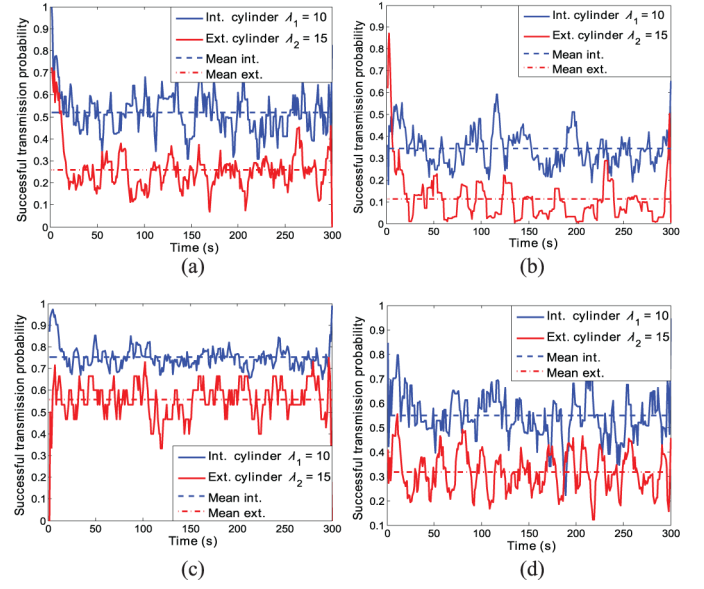 Successful transmission probability
1
0.9
0.8
0.7
0.6
0.5
0.4
0.3
0.2
0.1
0
Int. cylinder λ1 = 10
Ext. cylinder λ2 = 15
Mean int.
Mean ext.
0 50 100 150 200 250 300
Time (s)
(a)
Successful transmission probability
1
0.9
0.8
0.7
0.6
0.5
0.4
0.3
0.2
0.1
0
Int. cylinder λ1 = 10
Ext. cylinder λ2 = 15
Mean int.
Mean ext.
0 50 100 150 200 250 300
Time (s)
(b)
Successful transmission probability
1
0.9
0.8
0.7
0.6
0.5
0.4
0.3
0.2
0.1
0
Int. cylinder λ1 = 10
Ext. cylinder λ2 = 15
Mean int.
Mean ext.
0 50 100 150 200 250 300
Time (s)
(c)
Successful transmission probability
1
0.9
0.8
0.7
0.6
0.5
0.4
0.3
0.2
0.1
Int. cylinder λ1 = 10
Ext. cylinder λ2 = 15
Mean int.
Mean ext.
0 50 100 150 200 250 300
Time (s)
(d)